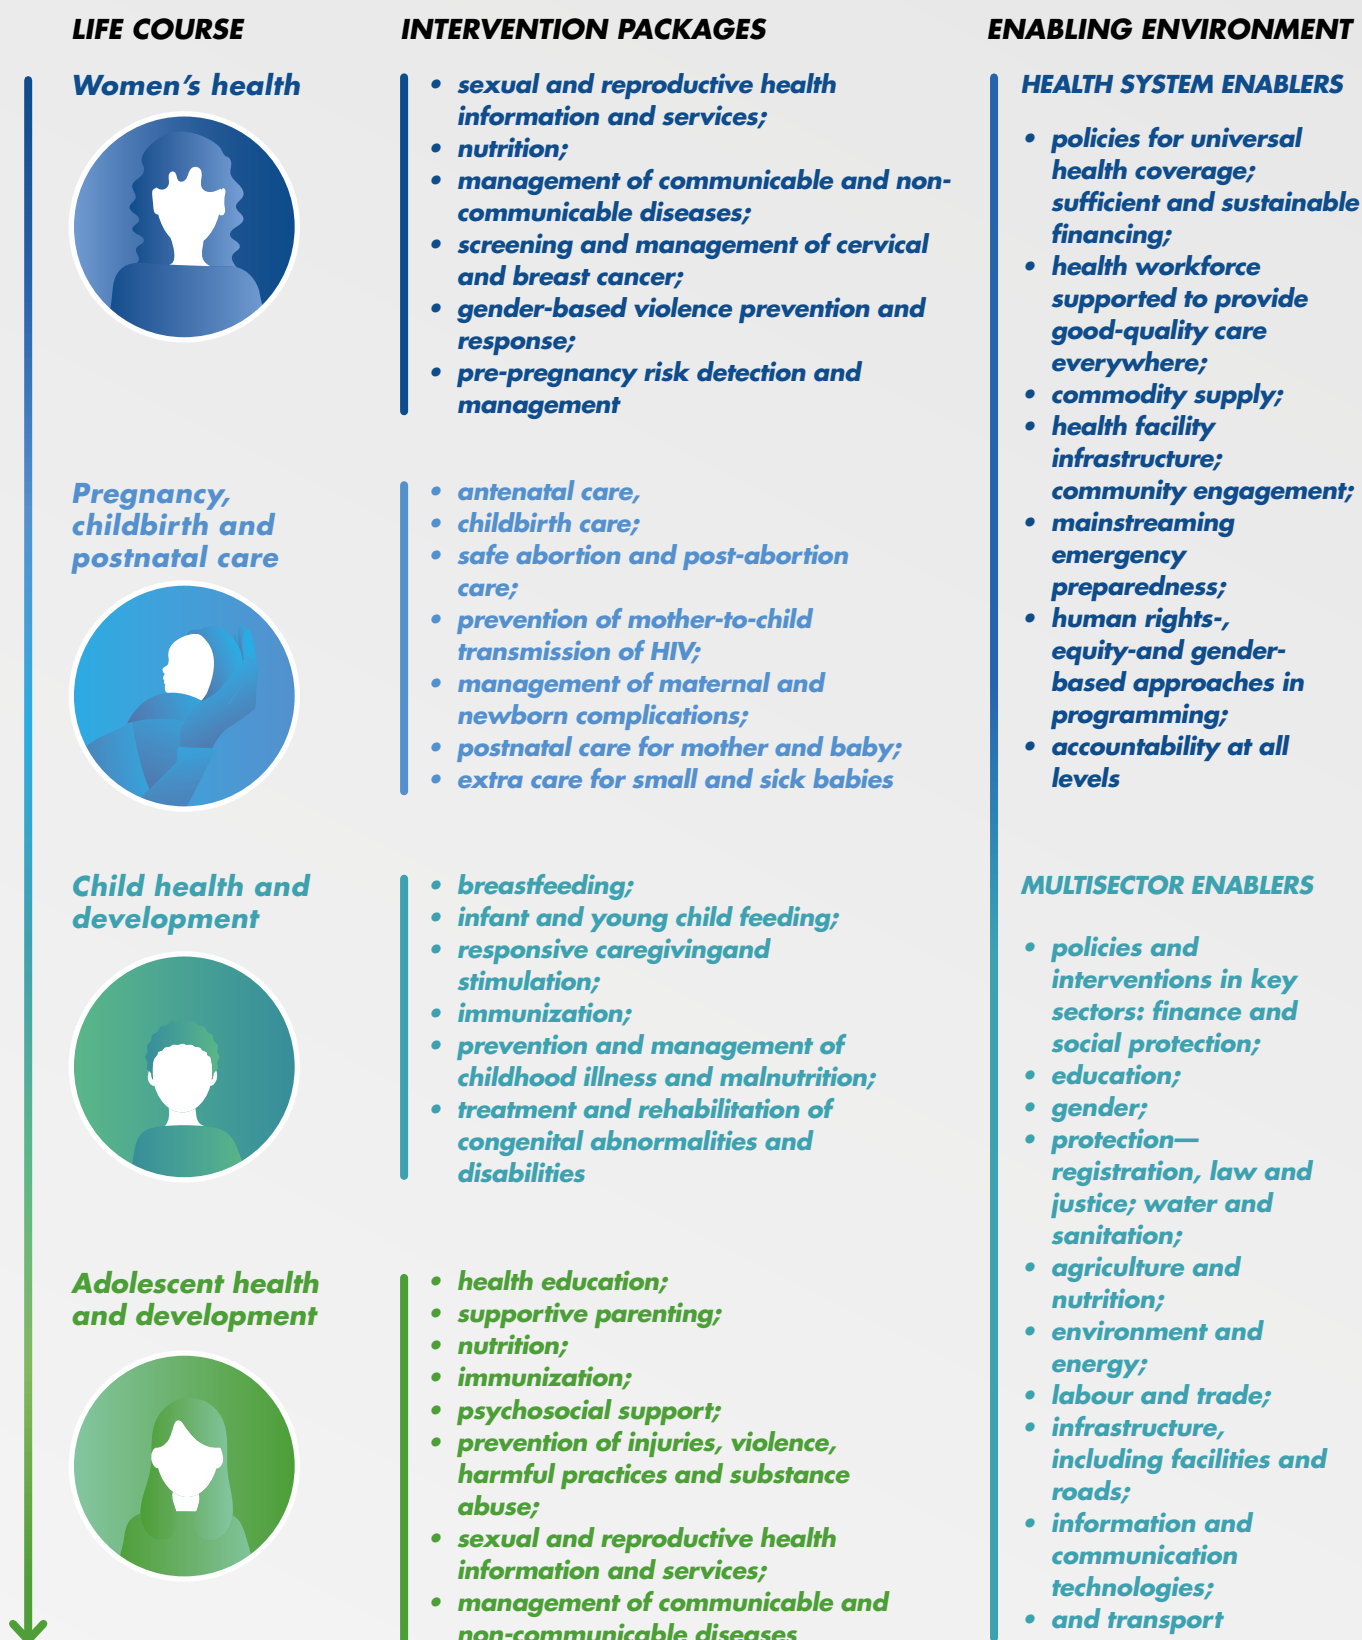 LIFE COURSE
INTERVENTION PACKAGES
ENABLING ENVIRONMENT
Women’s health
• sexual and reproductive health
information and services;
• nutrition;
• management of communicable and non-
communicable diseases;
• screening and management of cervical
and breast cancer;
• gender-based violence prevention and
response;
• pre-pregnancy risk detection and
management
Pregnancy,
childbirth and
postnatal care
• antenatal care,
• childbirth care;
• safe abortion and post-abortion
care;
• prevention of mother-to-child
transmission of HIV;
• management of maternal and
newborn complications;
• postnatal care for mother and baby;
• extra care for small and sick babies
Child health and
development
• breastfeeding;
• infant and young child feeding;
• responsive caregivingand
stimulation;
• immunization;
• prevention and management of
childhood illness and malnutrition;
• treatment and rehabilitation of
congenital abnormalities and
disabilities
Adolescent health
and development
• health education;
• supportive parenting;
• nutrition;
• immunization;
• psychosocial support;
• prevention of injuries, violence,
harmful practices and substance
abuse;
• sexual and reproductive health
information and services;
• management of communicable and
non-communicable diseases
HEALTH SYSTEM ENABLERS
• policies for universal
health coverage;
sufficient and sustainable
financing;
• health workforce
supported to provide
good-quality care
everywhere;
• commodity supply;
• health facility
infrastructure;
community engagement;
• mainstreaming
emergency
preparedness;
• human rights-,
equity-and gender-
based approaches in
programming;
• accountability at all
levels
MULTISECTOR ENABLERS
• policies and
interventions in key
sectors: finance and
social protection;
• education;
• gender;
• protection—
registration, law and
justice; water and
sanitation;
• agriculture and
nutrition;
• environment and
energy;
• labour and trade;
• infrastructure,
including facilities and
roads;
• information and
communication
technologies;
• and transport